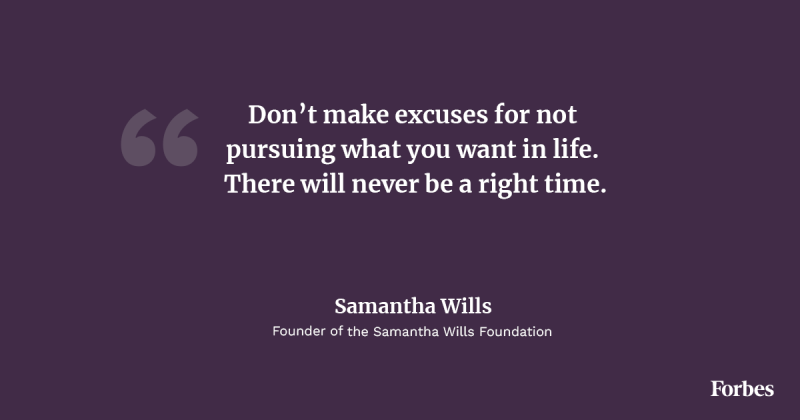 “
Don’t make excuses for not
pursuing what you want in life.
There will never be a right time.
Samantha Wills
Founder of the Samantha Wills Foundation
Forbes